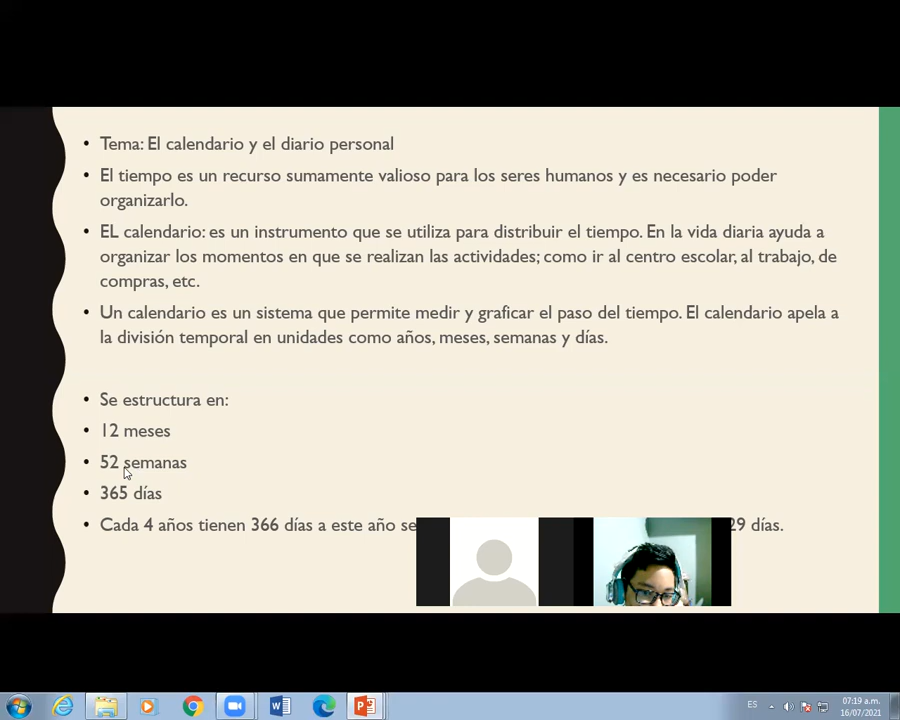 • Tema: El calendario y el diario personal
• El tiempo es un recurso sumamente valioso para los seres humanos y es necesario poder
organizarlo.
• EL calendario: es un instrumento que se utiliza para distribuir el tiempo. En la vida diaria ayuda a
organizar los momentos en que se realizan las actividades; como ir al centro escolar, al trabajo, de
compras, etc.
• Un calendario es un sistema que permite medir y graficar el paso del tiempo. El calendario apela a
la división temporal en unidades como años, meses, semanas y días.
• Se estructura en:
• 12 meses
• 52 semanas
• 365 días
• Cada 4 años tienen 366 días a este año se 29 días.
ES
07:19 a.m.
16/07/2021